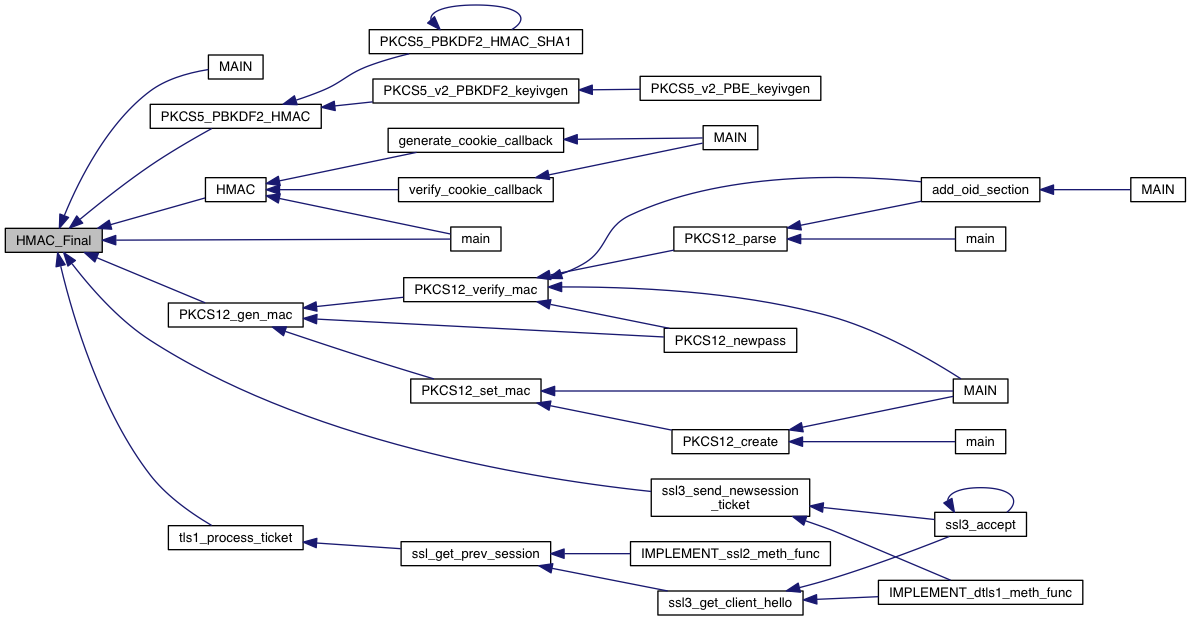 PKCS5_PBKDF2_HMAC_SHA1
MAIN
PKCS5_v2_PBKDF2_keyivgen
PKCS5_v2_PBE_keyivgen
PKCS5_PBKDF2_HMAC
generate_cookie_callback
MAIN
HMAC
verify_cookie_callback
add_oid_section
MAIN
HMAC_Final
main
PKCS12_parse
main
PKCS12_verify_mac
PKCS12_gen_mac
PKCS12_newpass
PKCS12_set_mac
MAIN
PKCS12_create
main
ssl3_send_newsession
_ticket
ssl3_accept
tls1_process_ticket
ssl_get_prev_session
IMPLEMENT_ssl2_meth_func
IMPLEMENT_dtls1_meth_func
ssl3_get_client_hello